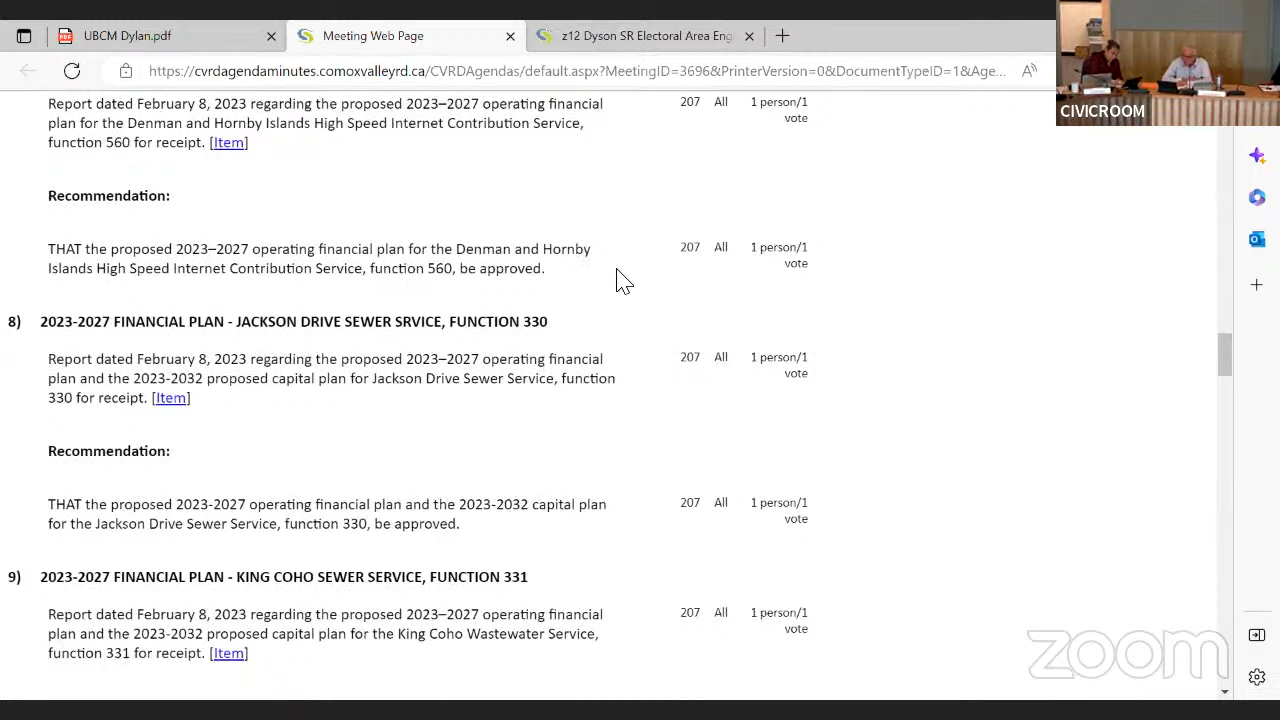 UBCM Dylan.pdf
Meeting Web Page
z12 Dyson SR Electoral Area Eng
https://cvrdagendaminutes.comoxvalleyrd.ca/CVRDAgendas/default.aspx?MeetingID=3696&PrinterVersion=0&DocumentTypeID=1&Age...
CIVICROOM
Report dated February 8, 2023 regarding the proposed 2023–2027 operating financial 207 All 1 person/1
plan for the Denman and Hornby Islands High Speed Internet Contribution Service, vote
function 560 for receipt. [Item]
Recommendation:
THAT the proposed 2023–2027 operating financial plan for the Denman and Hornby 207 All 1 person/1
Islands High Speed Internet Contribution Service, function 560, be approved. vote
8) 2023-2027 FINANCIAL PLAN - JACKSON DRIVE SEWER SRVICE, FUNCTION 330
Report dated February 8, 2023 regarding the proposed 2023–2027 operating financial 207 All 1 person/1
plan and the 2023-2032 proposed capital plan for Jackson Drive Sewer Service, function vote
330 for receipt. [Item]
Recommendation:
THAT the proposed 2023-2027 operating financial plan and the 2023-2032 capital plan 207 All 1 person/1
for the Jackson Drive Sewer Service, function 330, be approved. vote
9) 2023-2027 FINANCIAL PLAN - KING COHO SEWER SERVICE, FUNCTION 331
Report dated February 8, 2023 regarding the proposed 2023–2027 operating financial 207 All 1 person/1
plan and the 2023-2032 proposed capital plan for the King Coho Wastewater Service, vote
function 331 for receipt. [Item]
zoom